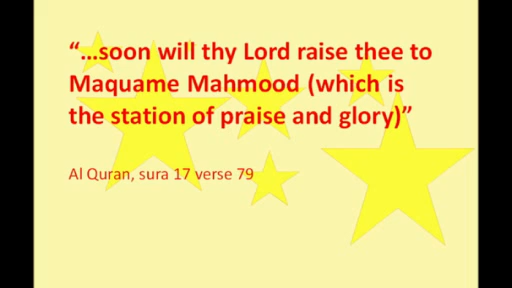 “…soon will thy Lord raise thee to
Maquame Mahmood (which is
the station of praise and glory)”
Al Quran, sura 17 verse 79